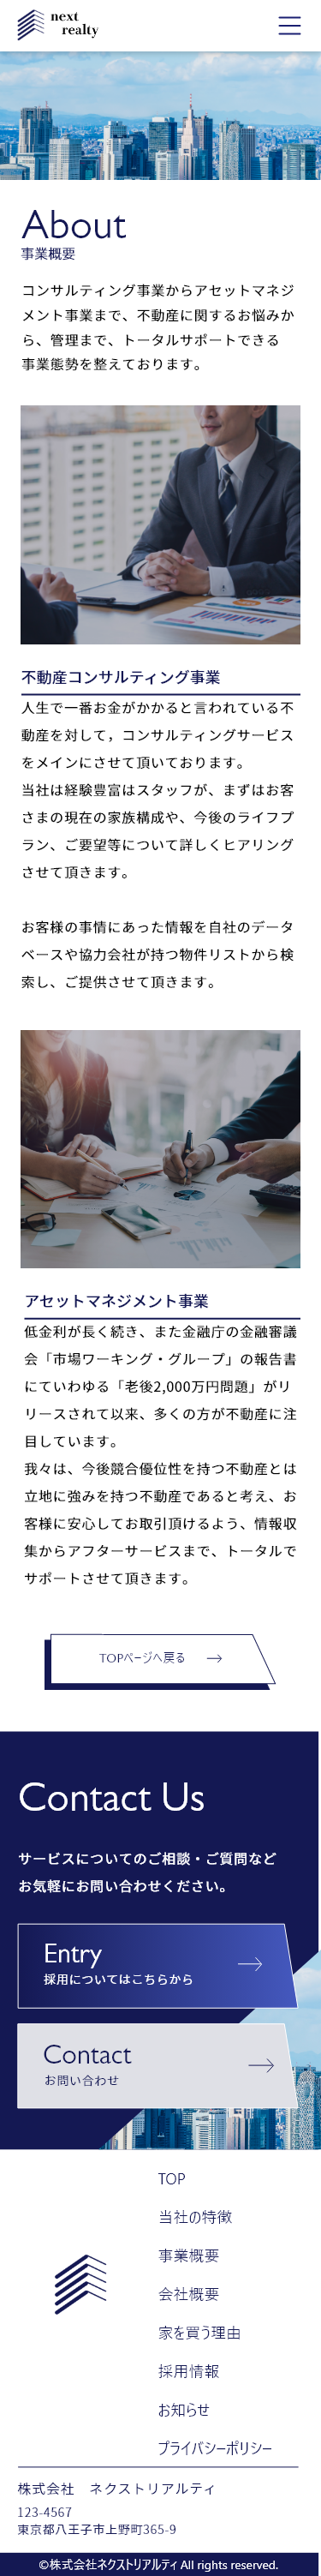 next
realty
About
事業概要
コンサルティング事業からアセットマネジ
メント事業まで、不動産に関するお悩みか
ら、管理まで、トータルサポートできる
事業態勢を整えております。
不動産コンサルティング事業
人生で一番お金がかかると言われている不
動産を対して，コンサルティングサービス
をメインにさせて頂いております。
当社は経験豊富はスタッフが、まずはお客
さまの現在の家族構成や、今後のライフプ
ラン、ご要望等について詳しくヒアリング
させて頂きます。
お客様の事情にあった情報を自社のデータ
ベースや協力会社が持つ物件リストから検
索し、ご提供させて頂きます。
アセットマネジメント事業
低金利が長く続き、また金融庁の金融審議
会「市場ワーキング・グループ」の報告書
にていわゆる「老後2,000万円問題」がリ
リースされて以来、多くの方が不動産に注
目しています。
我々は、今後競合優位性を持つ不動産とは
立地に強みを持つ不動産であると考え、お
客様に安心してお取引頂けるよう、情報収
集からアフターサービスまで、トータルで
サポートさせて頂きます。
TOPページへ戻る
Contact Us
サービスについてのご相談・ご質問など
お気軽にお問い合わせください。
Entry
採用についてはこちらから
Contact
お問い合わせ
TOP
当社の特徴
事業概要
会社概要
家を買う理由
採用情報
お知らせ
プライバシーポリシー
株式会社　ネクストリアルティ
123-4567
東京都八王子市上野町365-9
©株式会社ネクストリアルティ All rights reserved.